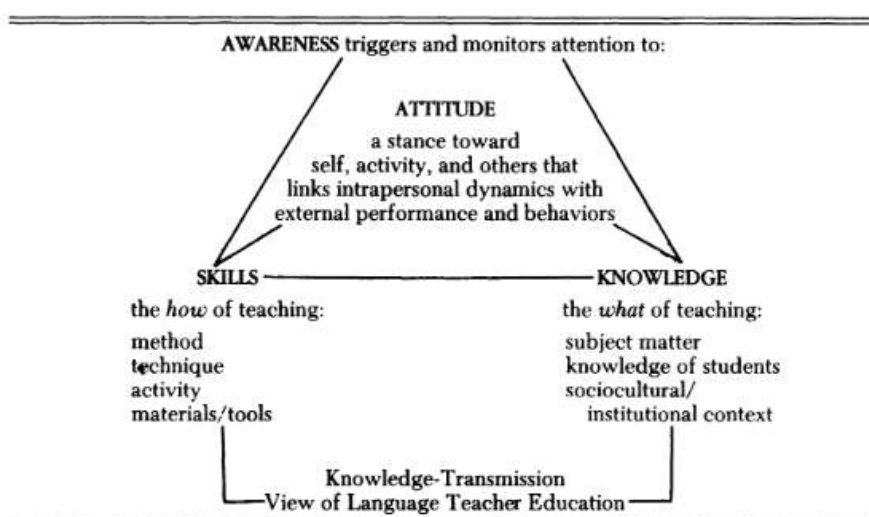 AWARENESS triggers and monitors attention to:
ATTITUDE
a stance toward
self, activity, and others that
links intrapersonal dynamics with
external performance and behaviors
SKILLS
the how of teaching:
method
technique
activity
materials/tools
KNOWLEDGE
the what of teaching:
subject matter
knowledge of students
sociocultural/
institutional context
Knowledge-Transmission
View of Language Teacher Education